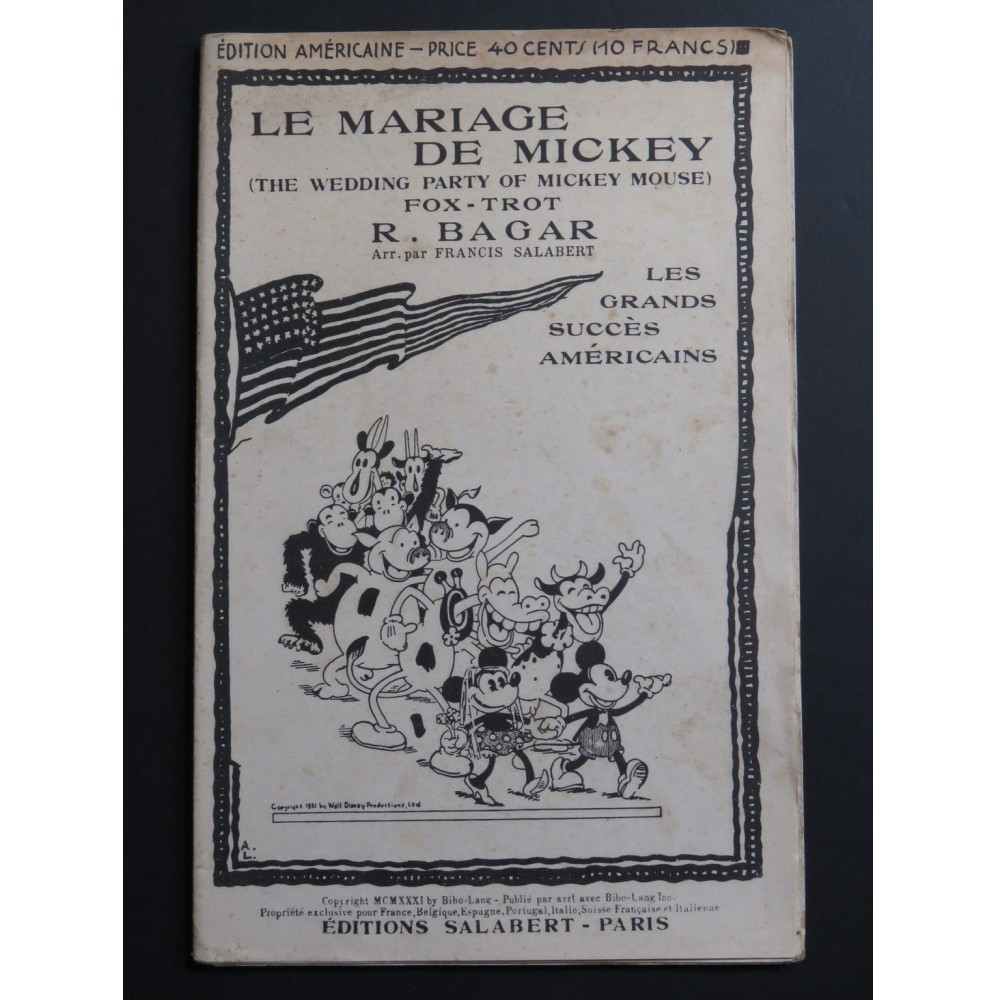 ÉDITION AMÉRICAINE – PRICE 40 CENTS (10 FRANCS)
LE MARIAGE
DE MICKEY
(THE WEDDING PARTY OF MICKEY MOUSE)
FOX-TROT
R. BAGAR
Arr. par FRANCIS SALABERT
LES
GRANDS
SUCCÈS
AMÉRICAINS
Copyright 1931 by Walt Disney Productions, Ltd
A.
L.
Copyright MCMXXXI by Bibo-Lang - Publié par arrt avec Bibo-Lang Inc.
Propriété exclusive pour France, Belgique, Espagne, Portugal, Italie, Suisse Française et Italienne
ÉDITIONS SALABERT - PARIS